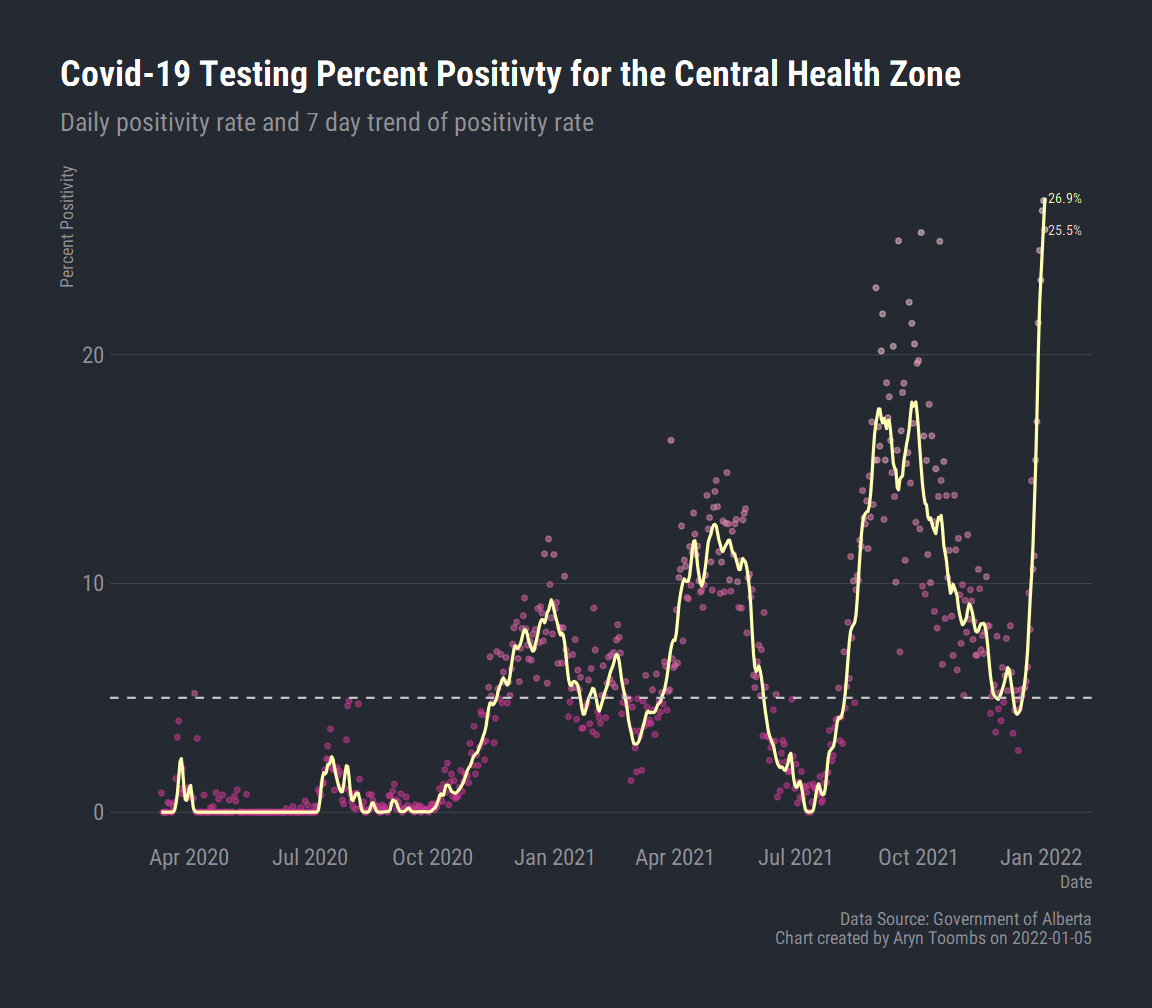 Covid-19 Testing Percent Positivty for the Central Health Zone
Daily positivity rate and 7 day trend of positivity rate
Percent Positivity
26.9%
25.5%
20
10
0
Apr 2020 Jul 2020 Oct 2020 Jan 2021 Apr 2021 Jul 2021 Oct 2021 Jan 2022
Date
Data Source: Government of Alberta
Chart created by Aryn Toombs on 2022-01-05